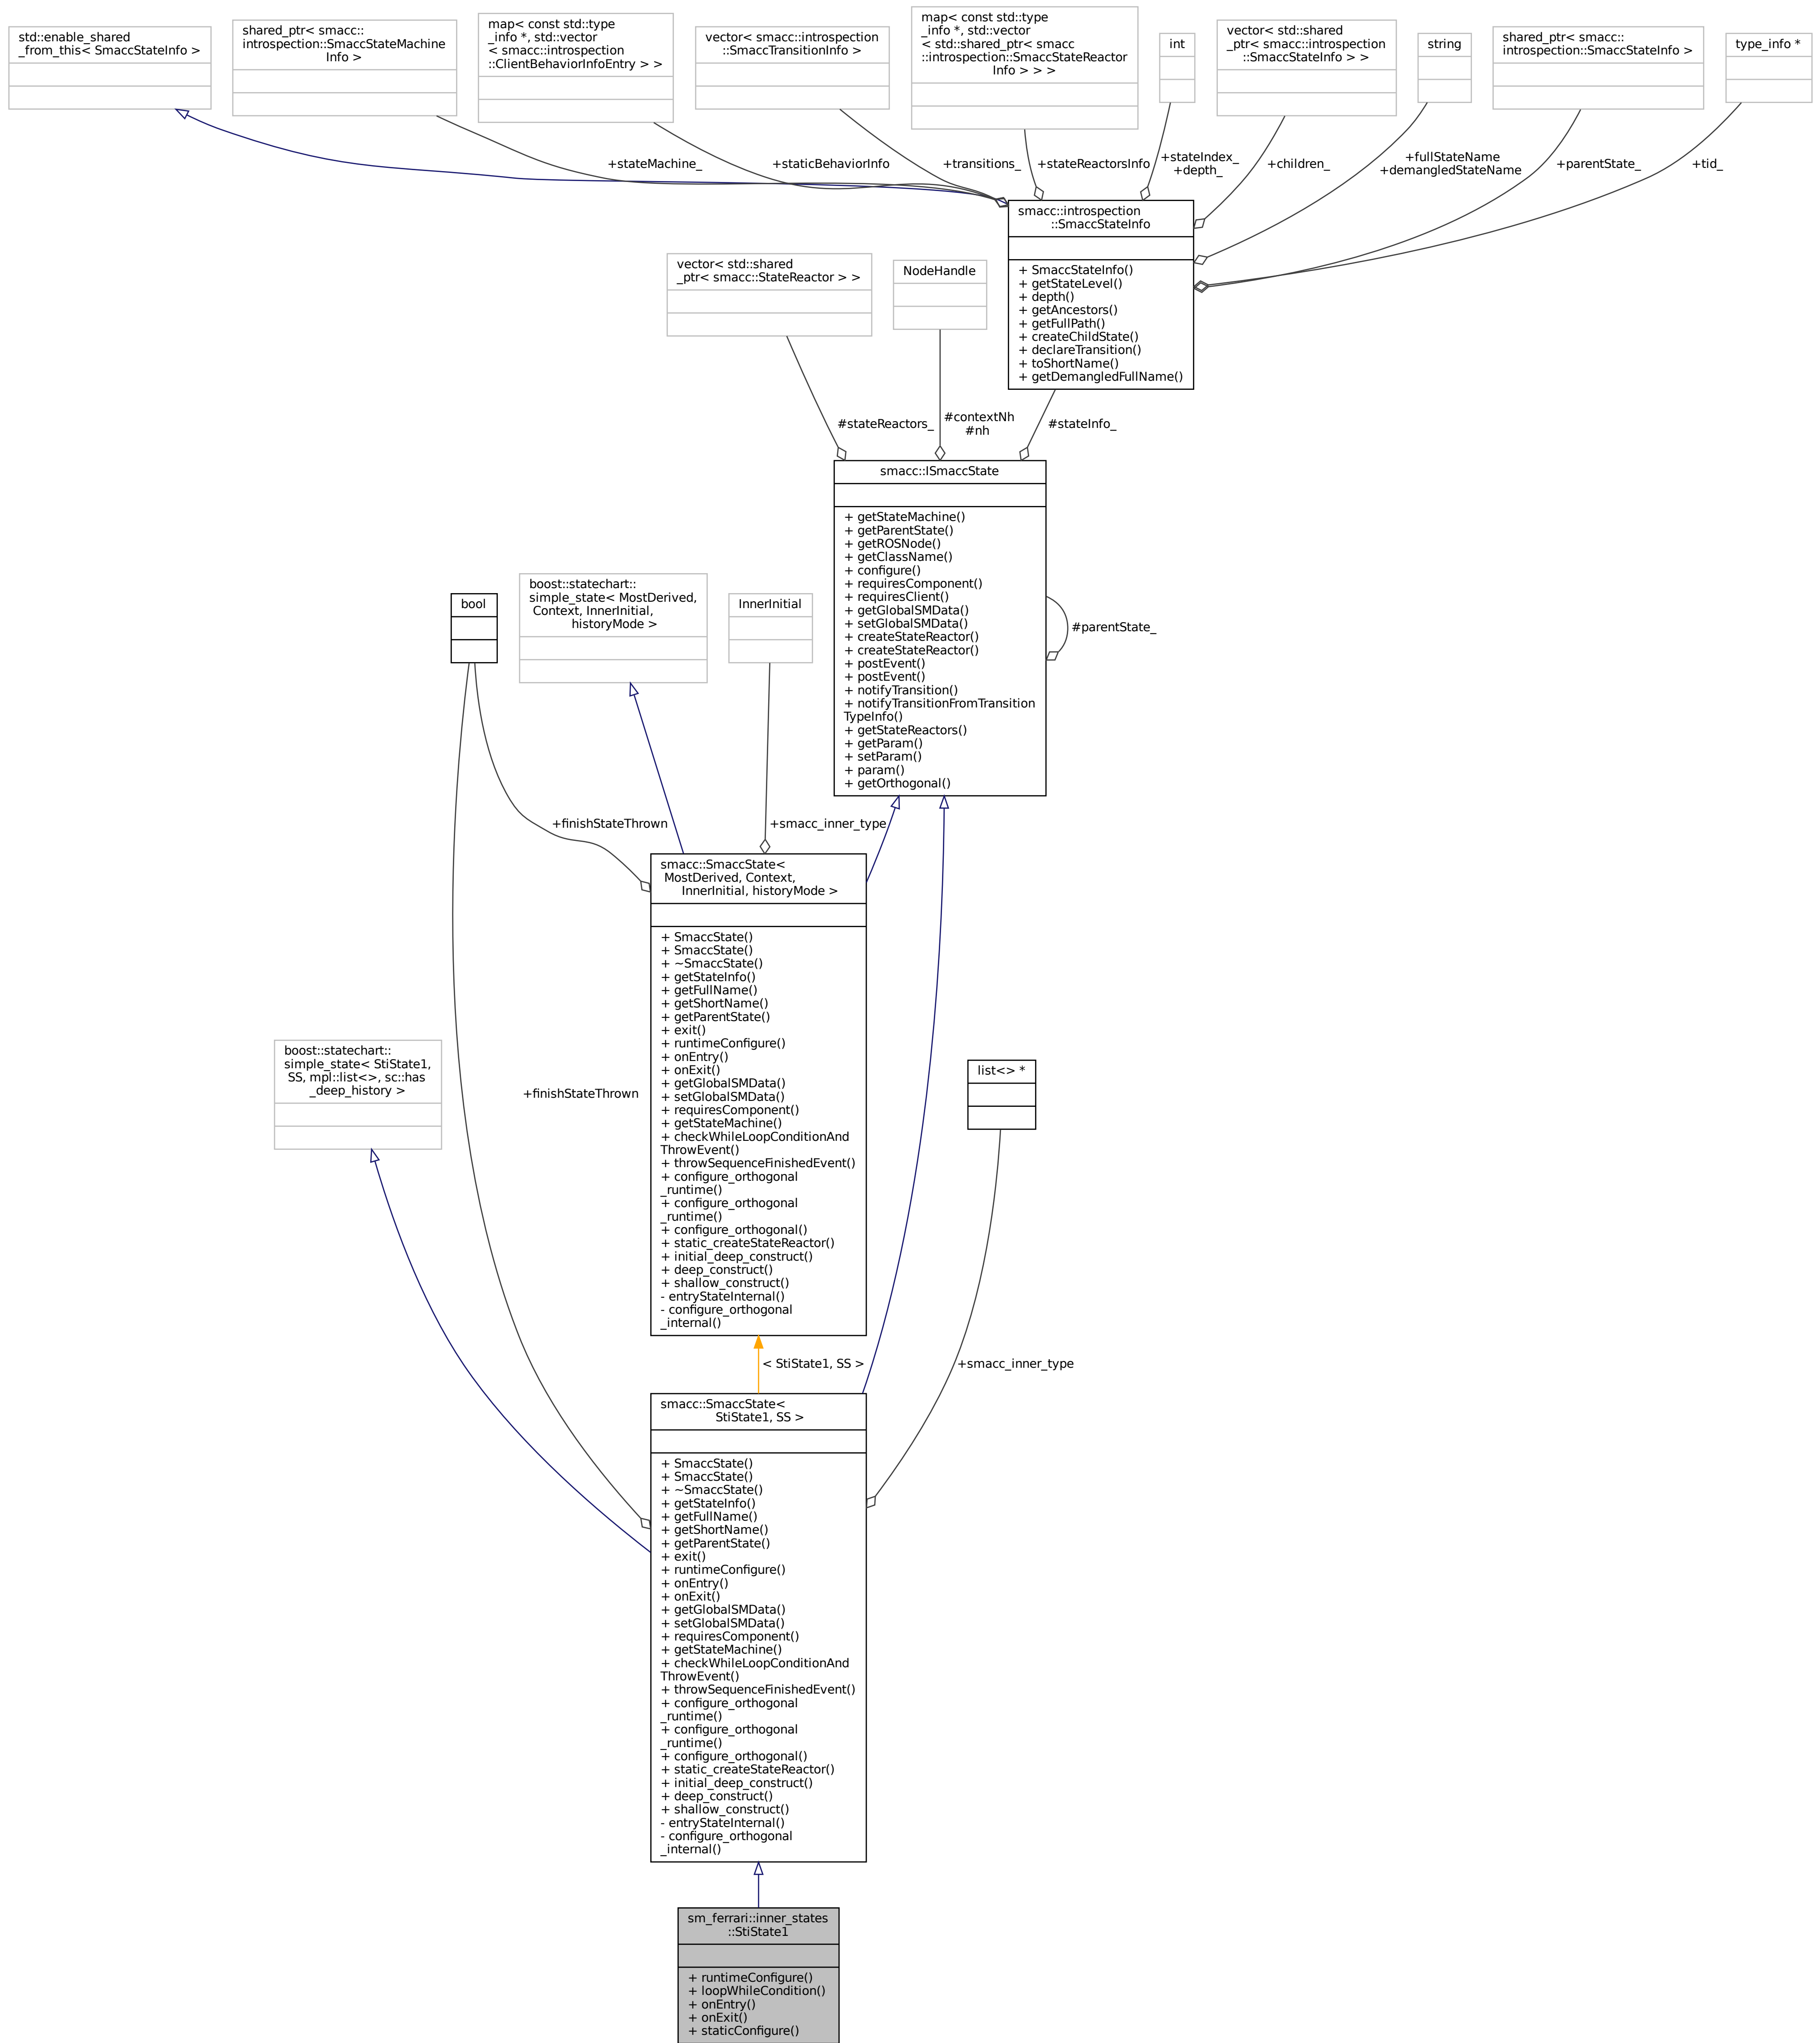 std::enable_shared
_from_this< SmaccStateInfo >
shared_ptr< smacc::
introspection::SmaccStateMachine
Info >
map< const std::type
_info *, std::vector
< smacc::introspection
::ClientBehaviorInfoEntry > >
vector< smacc::introspection
::SmaccTransitionInfo >
map< const std::type
_info *, std::vector
< std::shared_ptr< smacc
::introspection::SmaccStateReactor
Info > > >
int
vector< std::shared
_ptr< smacc::introspection
::SmaccStateInfo > >
string
shared_ptr< smacc::
introspection::SmaccStateInfo >
type_info *
+stateMachine_
+staticBehaviorInfo
+transitions_
+stateReactorsInfo
+stateIndex_
+depth_
+children_
+fullStateName
+demangledStateName
+parentState_
+tid_
smacc::introspection
::SmaccStateInfo
+ SmaccStateInfo()
+ getStateLevel()
+ depth()
+ getAncestors()
+ getFullPath()
+ createChildState()
+ declareTransition()
+ toShortName()
+ getDemangledFullName()
vector< std::shared
_ptr< smacc::StateReactor > >
NodeHandle
#stateReactors_
#contextNh
#nh
#stateInfo_
smacc::ISmaccState
+ getStateMachine()
+ getParentState()
+ getROSNode()
+ getClassName()
+ configure()
+ requiresComponent()
+ requiresClient()
+ getGlobalSMData()
+ setGlobalSMData()
+ createStateReactor()
+ createStateReactor()
+ postEvent()
+ postEvent()
+ notifyTransition()
+ notifyTransitionFromTransition
TypeInfo()
+ getStateReactors()
+ getParam()
+ setParam()
+ param()
+ getOrthogonal()
#parentState_
bool
boost::statechart::
simple_state< MostDerived,
Context, InnerInitial,
historyMode >
InnerInitial
+finishStateThrown
+smacc_inner_type
smacc::SmaccState<
MostDerived, Context,
InnerInitial, historyMode >
+ SmaccState()
+ SmaccState()
+ ~SmaccState()
+ getStateInfo()
+ getFullName()
+ getShortName()
+ getParentState()
+ exit()
+ runtimeConfigure()
+ onEntry()
+ onExit()
+ getGlobalSMData()
+ setGlobalSMData()
+ requiresComponent()
+ getStateMachine()
+ checkWhileLoopConditionAnd
ThrowEvent()
+ throwSequenceFinishedEvent()
+ configure_orthogonal
_runtime()
+ configure_orthogonal
_runtime()
+ configure_orthogonal()
+ static_createStateReactor()
+ initial_deep_construct()
+ deep_construct()
+ shallow_construct()
- entryStateInternal()
- configure_orthogonal
_internal()
boost::statechart::
simple_state< StiState1,
SS, mpl::list<>, sc::has
_deep_history >
+finishStateThrown
list<> *
< StiState1, SS >
+smacc_inner_type
smacc::SmaccState<
StiState1, SS >
+ SmaccState()
+ SmaccState()
+ ~SmaccState()
+ getStateInfo()
+ getFullName()
+ getShortName()
+ getParentState()
+ exit()
+ runtimeConfigure()
+ onEntry()
+ onExit()
+ getGlobalSMData()
+ setGlobalSMData()
+ requiresComponent()
+ getStateMachine()
+ checkWhileLoopConditionAnd
ThrowEvent()
+ throwSequenceFinishedEvent()
+ configure_orthogonal
_runtime()
+ configure_orthogonal
_runtime()
+ configure_orthogonal()
+ static_createStateReactor()
+ initial_deep_construct()
+ deep_construct()
+ shallow_construct()
- entryStateInternal()
- configure_orthogonal
_internal()
sm_ferrari::inner_states
::StiState1
+ runtimeConfigure()
+ loopWhileCondition()
+ onEntry()
+ onExit()
+ staticConfigure()